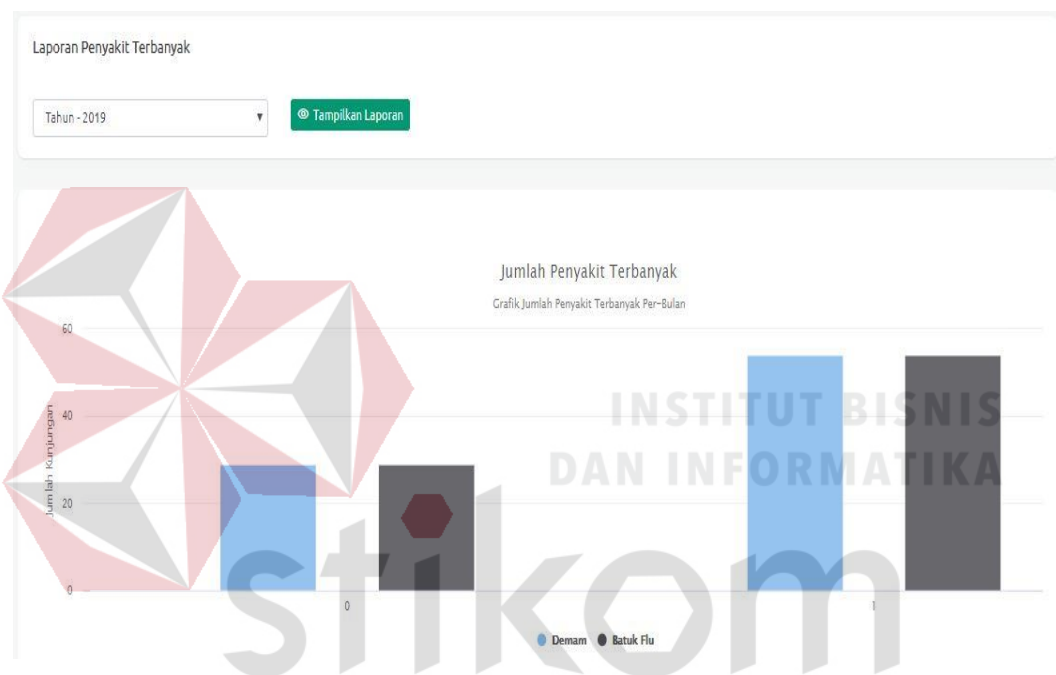 Laporan Penyakit Terbanyak
Tahun - 2019
Tampilkan Laporan
Jumlah Penyakit Terbanyak
Grafik Jumlah Penyakit Terbanyak Per-Bulan
Jumlah Kunjungan
60
40
20
0
0
1
Demam
Batuk Flu
INSTITUT BISNIS
DAN INFORMATIKA
stikom